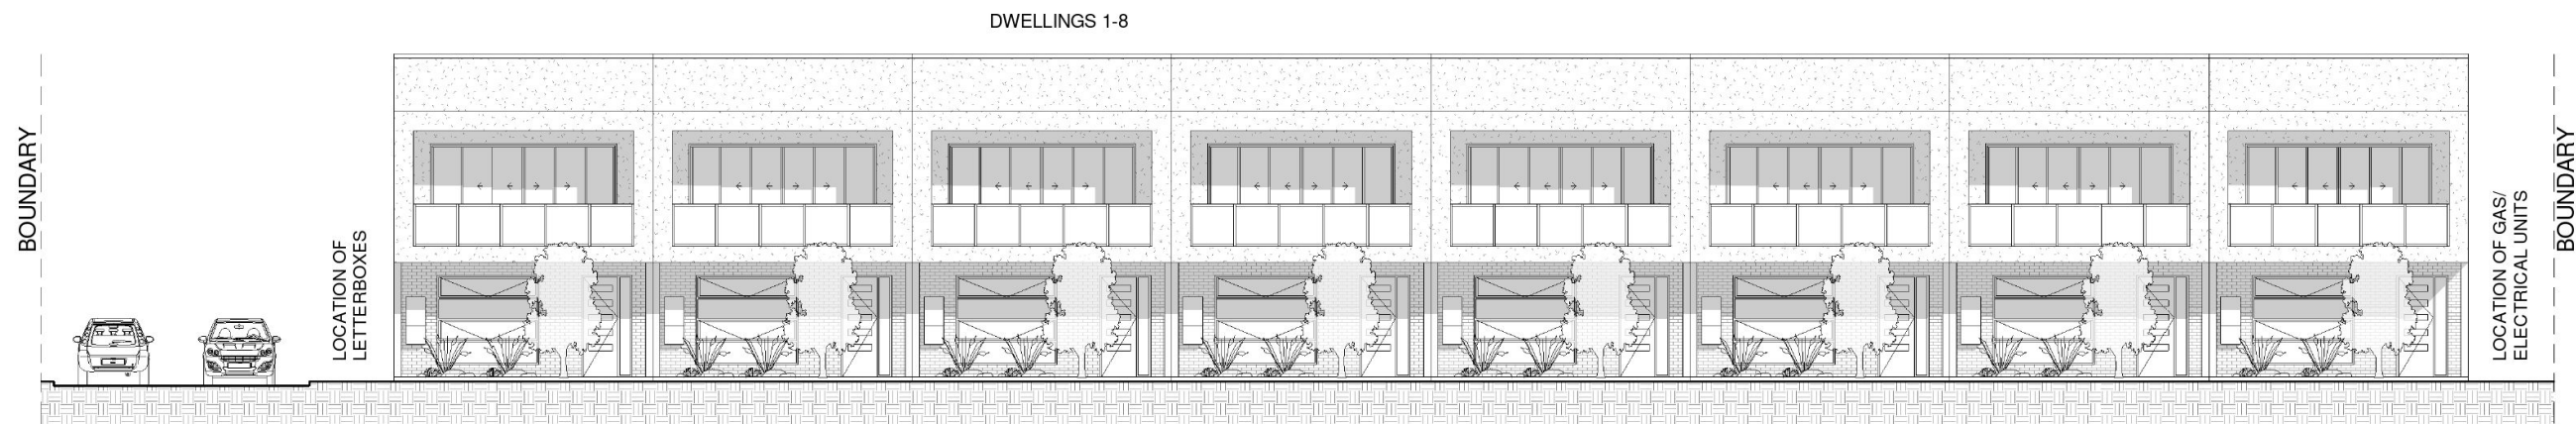 DWELLINGS 1-8
BOUNDARY
LOCATION OF
LETTERBOXES
LOCATION OF GAS/
ELECTRICAL UNITS
BOUNDARY